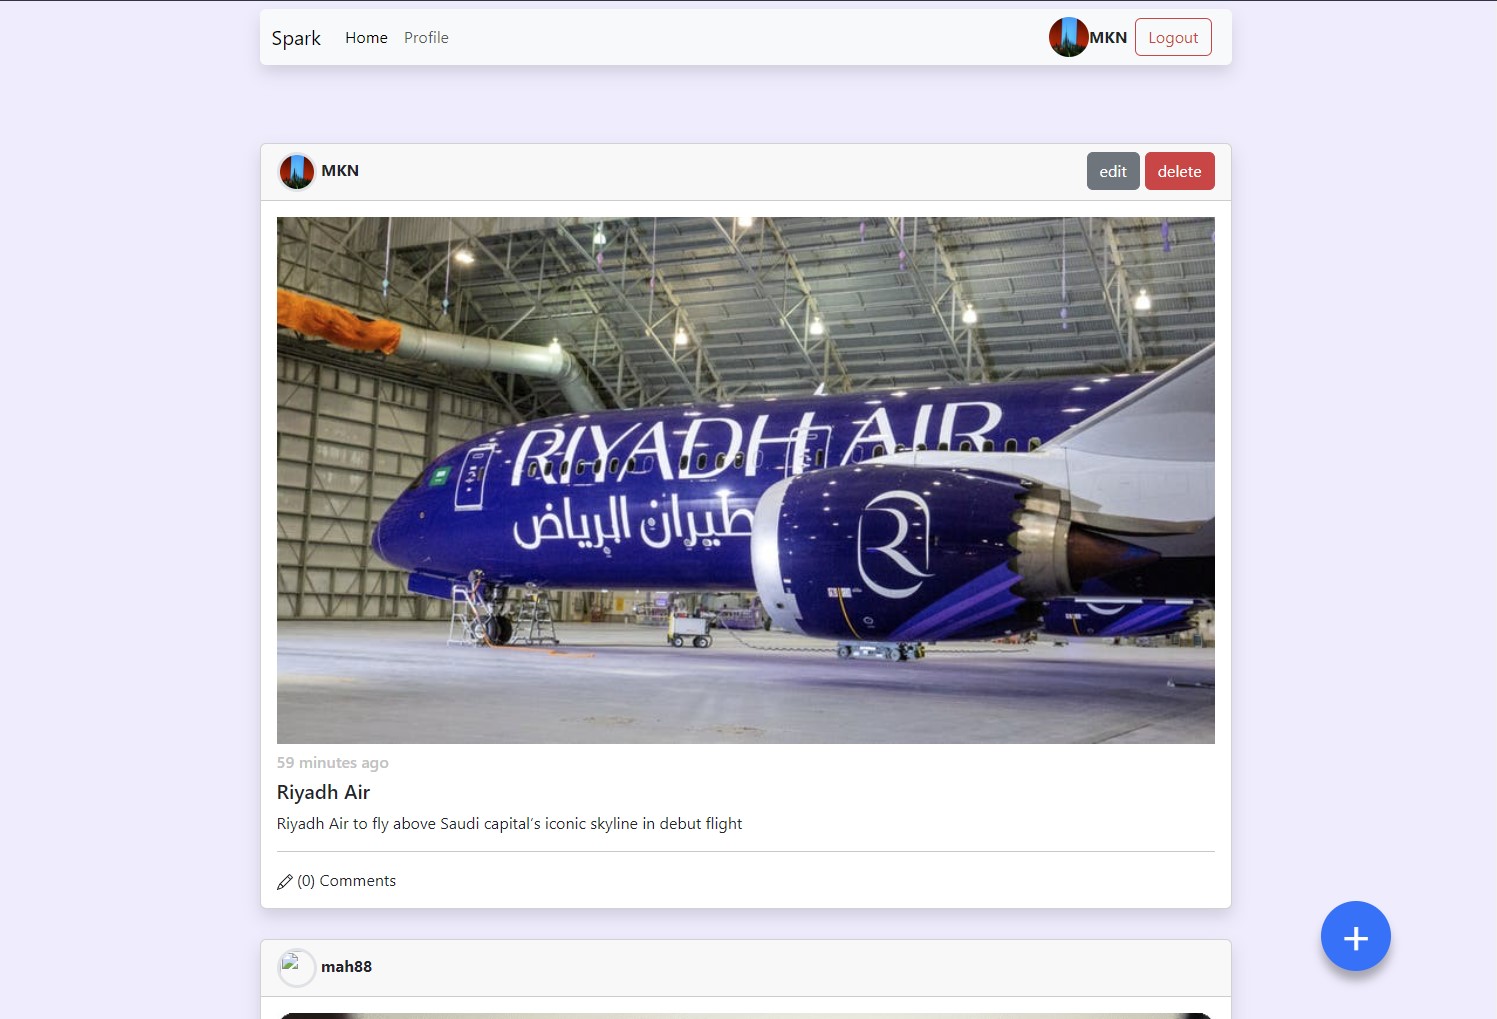 Spark Home Profile MKN Logout
MKN edit delete
RIYADH AIR
طيران الرياض
R
59 minutes ago
Riyadh Air
Riyadh Air to fly above Saudi capital's iconic skyline in debut flight
(0) Comments
+
mah88